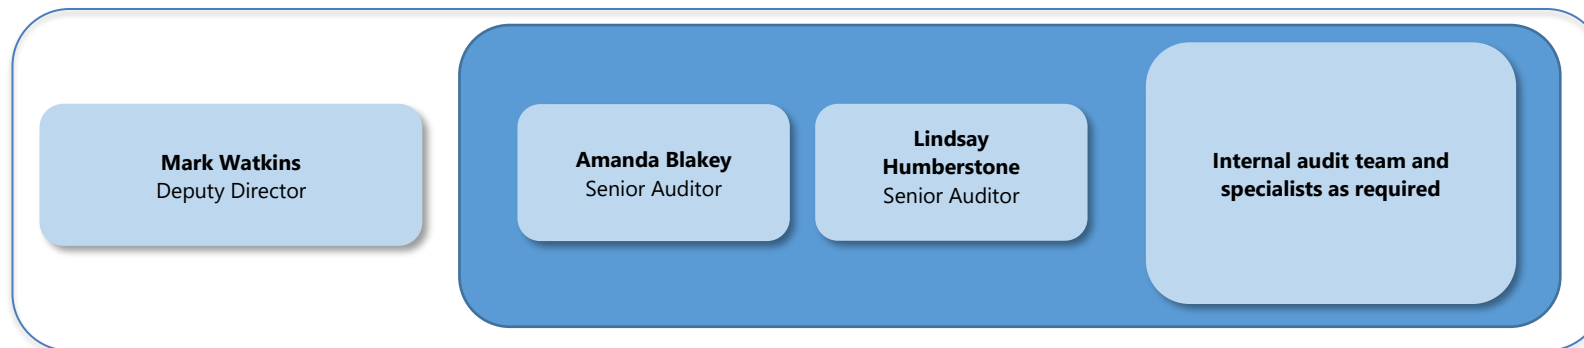 Mark Watkins
Deputy Director
Amanda Blakey
Senior Auditor
Lindsay
Humberstone
Senior Auditor
Internal audit team and
specialists as required